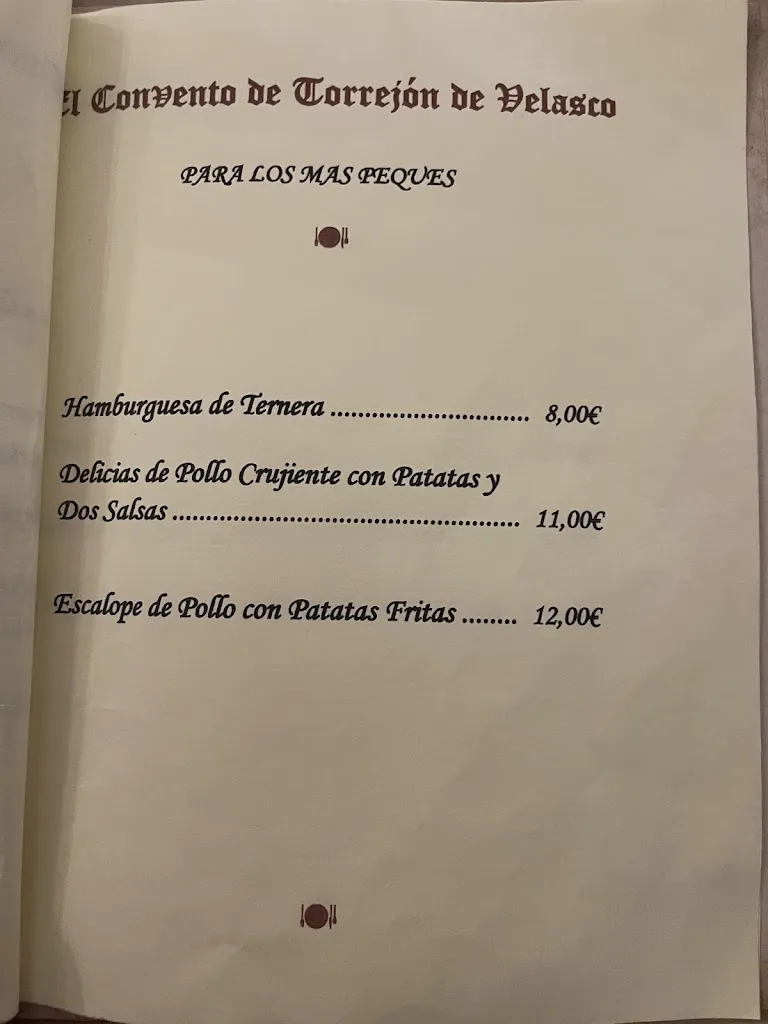 El Convento de Torrejón de Velasco
PARA LOS MAS PEQUES
Hamburguesa de Ternera ............................. 8,00€
Delicias de Pollo Crujiente con Patatas y
Dos Salsas .................................................... 11,00€
Escalope de Pollo con Patatas Fritas ........ 12,00€